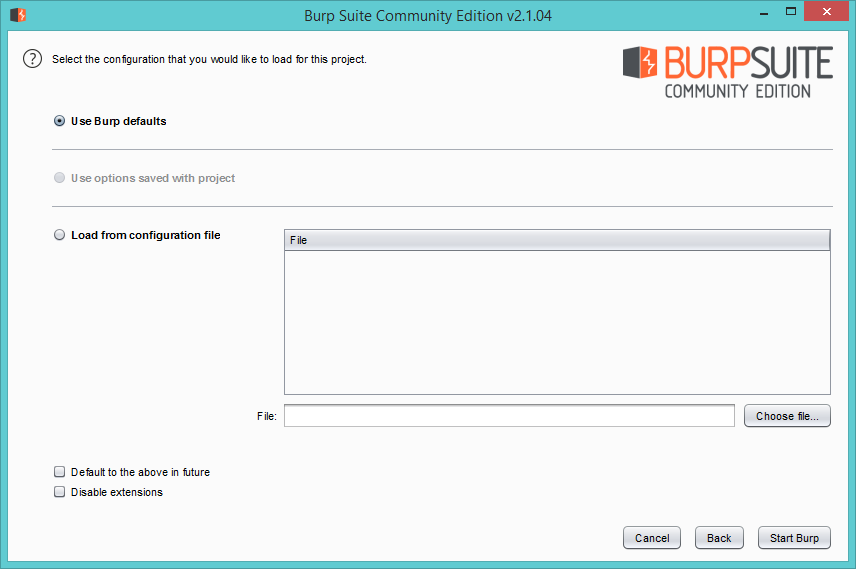 Burp Suite Community Edition v2.1.04
Select the configuration that you would like to load for this project.
BURPSUITE
COMMUNITY EDITION
Use Burp defaults
Use options saved with project
Load from configuration file
File
File:
Choose file...
Default to the above in future
Disable extensions
Cancel
Back
Start Burp